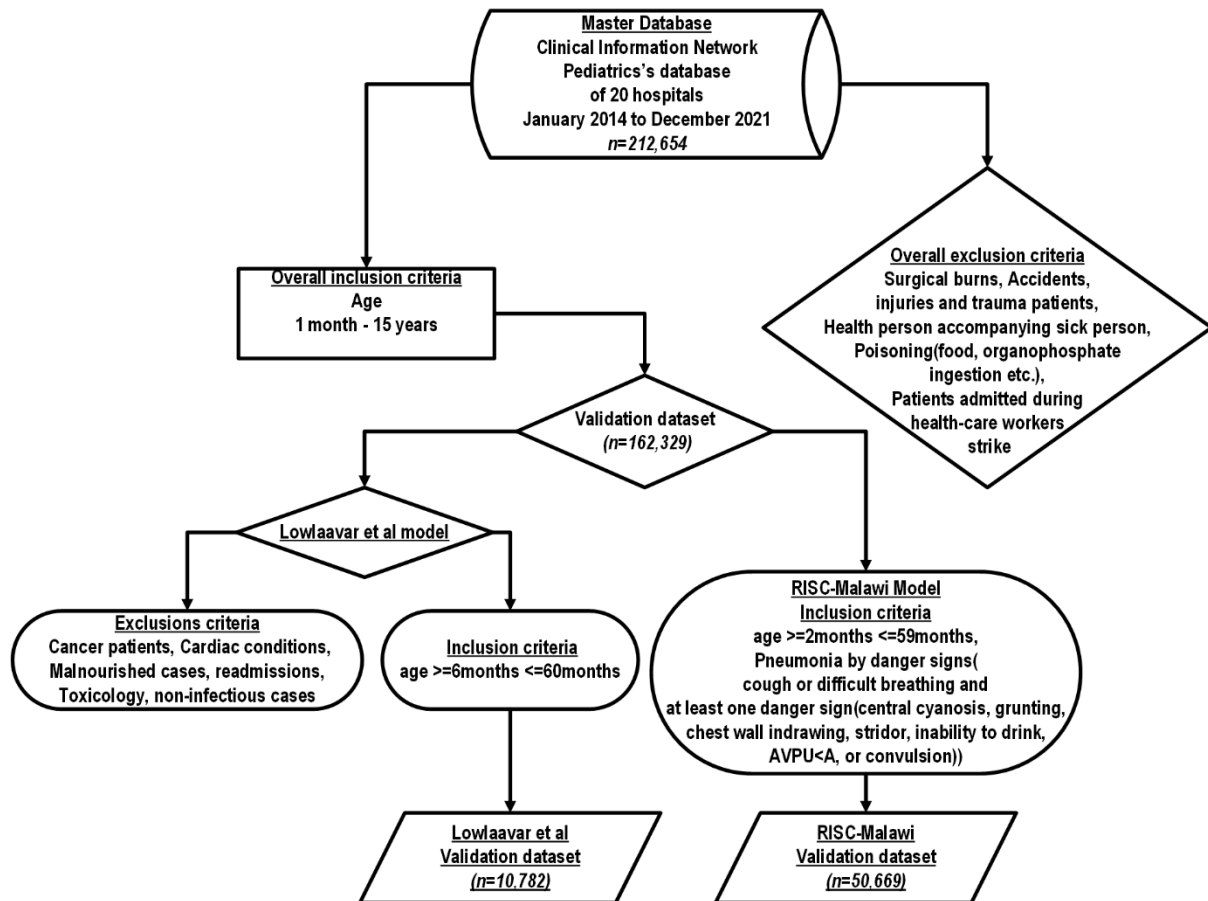 Master Database
Clinical Information Network
Pediatrics's database
of 20 hospitals
January 2014 to December 2021
n=212,654
Overall inclusion criteria
Age
1 month - 15 years
Overall exclusion criteria
Surgical burns, Accidents,
injuries and trauma patients,
Health person accompanying sick person,
Poisoning(food, organophosphate
ingestion etc.),
Patients admitted during
health-care workers
strike
Validation dataset
(n=162,329)
Lowlaavar et al model
Exclusions criteria
Cancer patients, Cardiac conditions,
Malnourished cases, readmissions,
Toxicology, non-infectious cases
Inclusion criteria
age >=6months <=60months
RISC-Malawi Model
Inclusion criteria
age >=2months <=59months,
Pneumonia by danger signs(
cough or difficult breathing and
at least one danger sign(central cyanosis, grunting,
chest wall indrawing, stridor, inability to drink,
AVPU<A, or convulsion))
Lowlaavar et al
Validation dataset
(n=10,782)
RISC-Malawi
Validation dataset
(n=50,669)